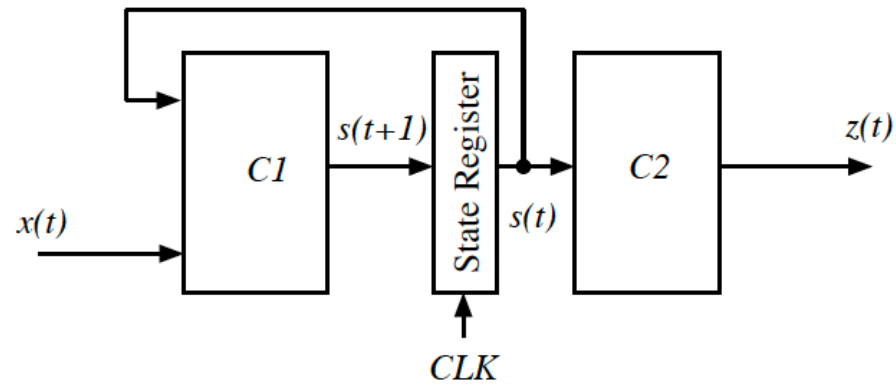 s(t+1)
z(t)
C1
State Register
C2
x(t)
s(t)
CLK